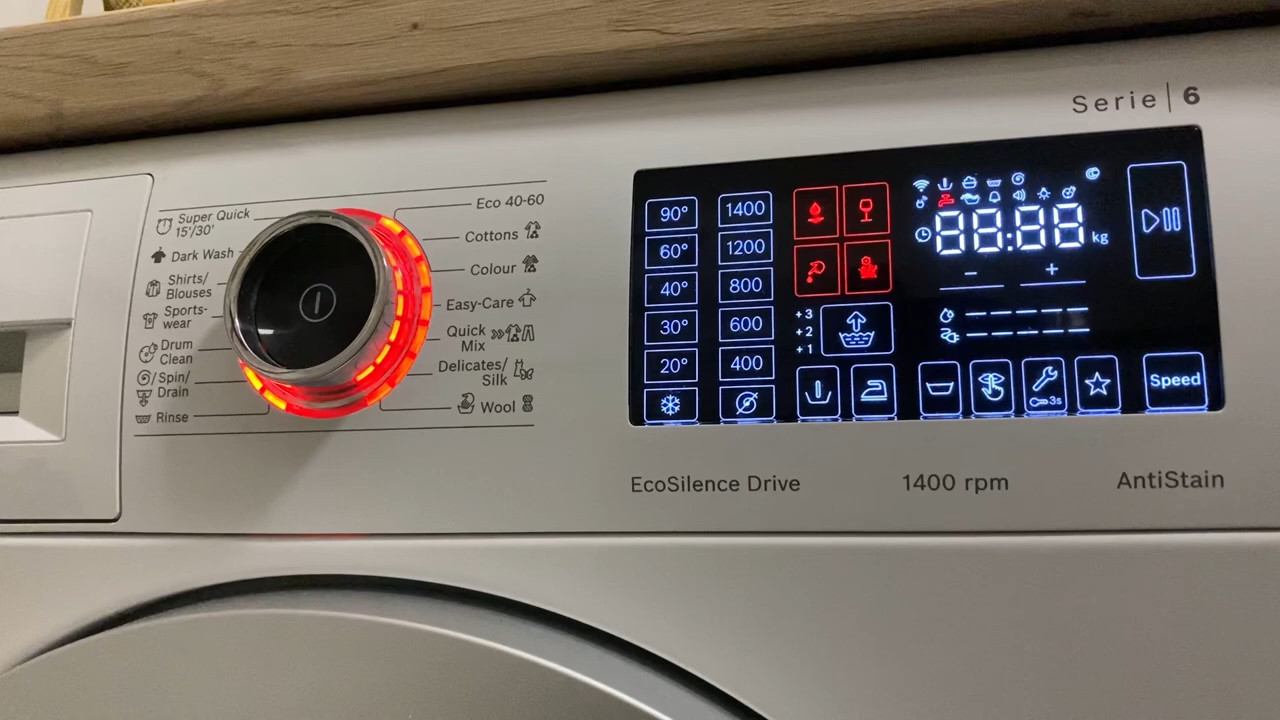 Serie | 6
Super Quick
15'/30'
Dark Wash
Shirts/
Blouses
Sports-
wear
Drum
Clean
Spin/
Drain
Rinse
Eco 40-60
Cottons
Colour
Easy-Care
Quick
Mix
Delicates/
Silk
Wool
90°
60°
40°
30°
20°
1400
1200
800
600
400
+3
+2
+1
88:88 kg
- +
3s
Speed
EcoSilence Drive
1400 rpm
AntiStain